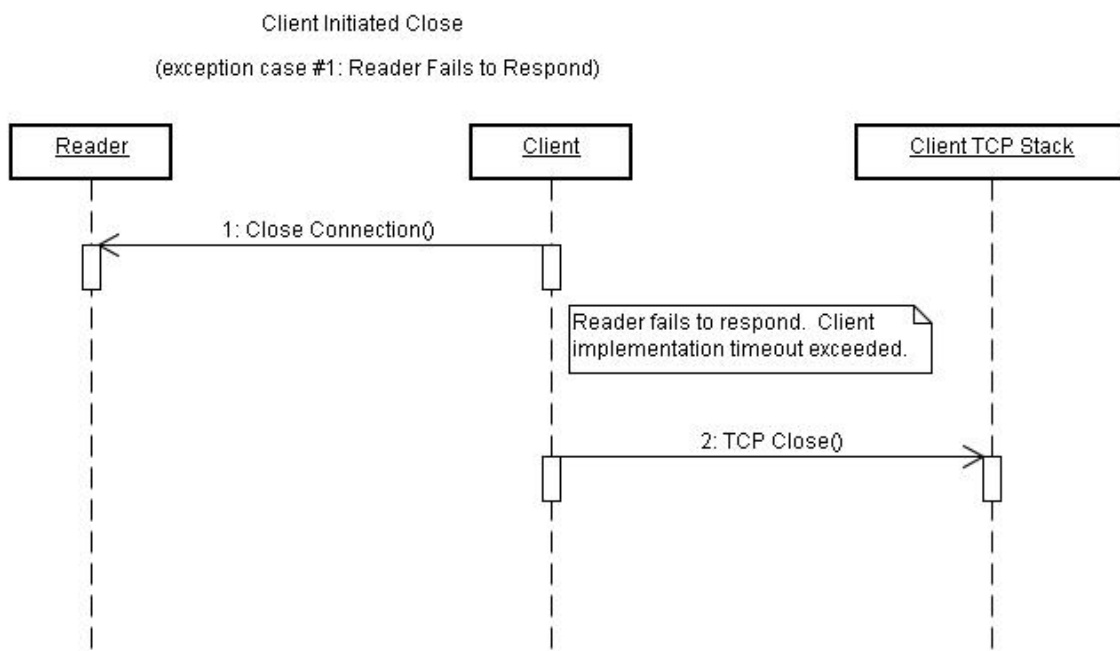 Client Initiated Close
(exception case #1: Reader Fails to Respond)
Reader
Client
Client TCP Stack
1: Close Connection()
Reader fails to respond.  Client
implementation timeout exceeded.
2: TCP Close()